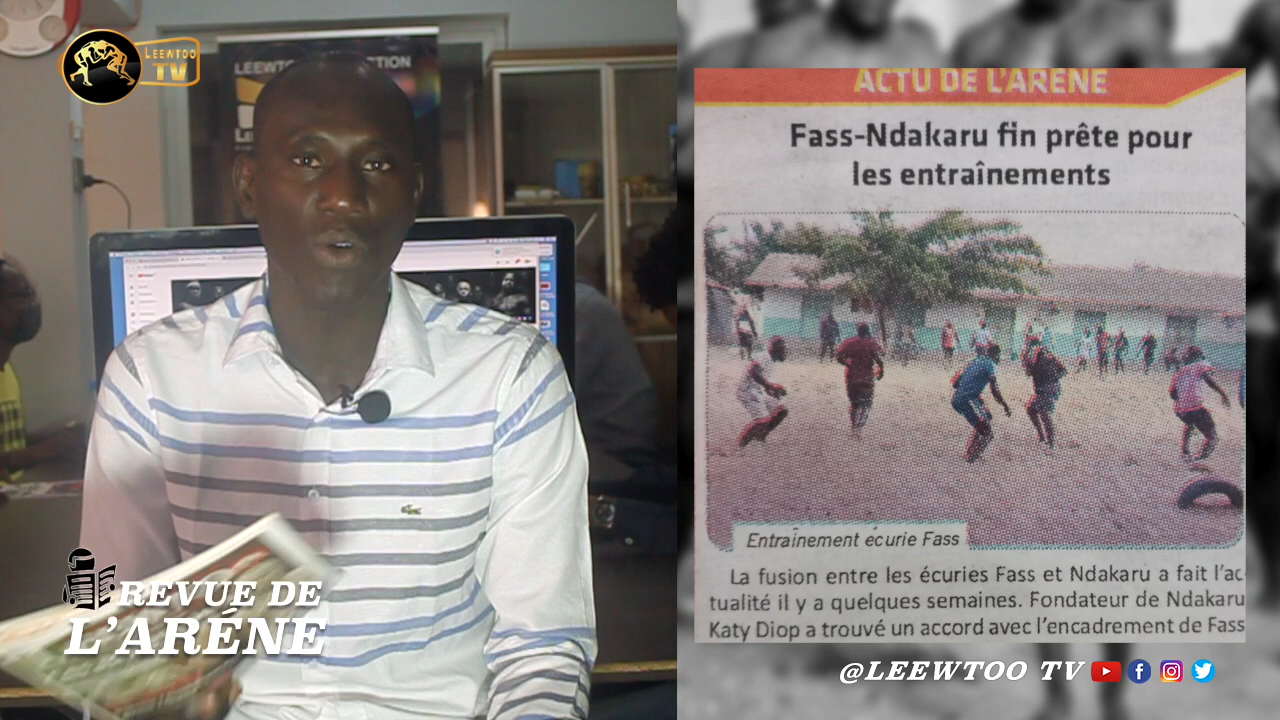 LEEWTOO
TV
LEEWTOO
CTION
REVUE DE
L'ARÉNE
ACTU DE L'ARÈNE
Fass-Ndakaru fin prête pour
les entraînements
Entraînement écurie Fass
La fusion entre les écuries Fass et Ndakaru a fait l'ac-
tualité il y a quelques semaines. Fondateur de Ndakaru
Katy Diop a trouvé un accord avec l'encadrement de Fass
@LEEWTOO TV